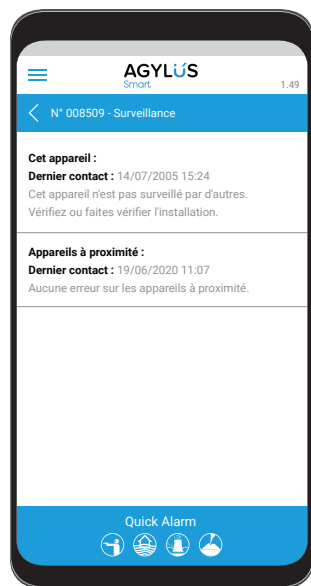 AGYLÚS
Smart
1.49
N° 008509 - Surveillance
Cet appareil :
Dernier contact : 14/07/2005 15:24
Cet appareil n'est pas surveillé par d'autres.
Vérifiez ou faites vérifier l'installation.
Appareils à proximité :
Dernier contact : 19/06/2020 11:07
Aucune erreur sur les appareils à proximité.
Quick Alarm